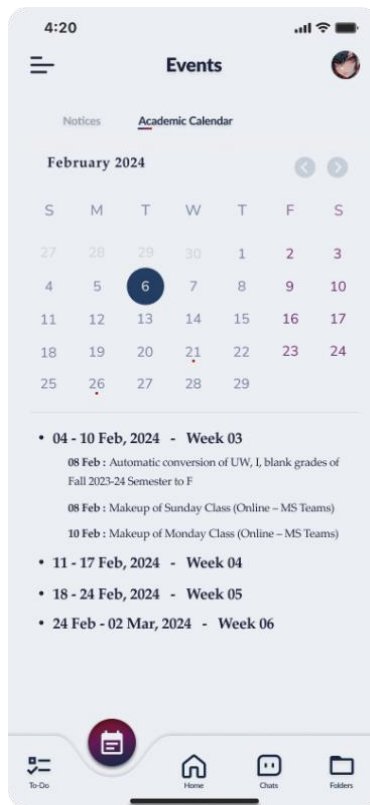 4:20
Events
Notices Academic Calendar
February 2024
S M T W T F S
27 28 29 30 1 2 3
4 5 6 7 8 9 10
11 12 13 14 15 16 17
18 19 20 21 22 23 24
25 26 27 28 29
• 04 - 10 Feb, 2024 - Week 03
08 Feb : Automatic conversion of UW, I, blank grades of
Fall 2023-24 Semester to F
08 Feb : Makeup of Sunday Class (Online – MS Teams)
10 Feb : Makeup of Monday Class (Online – MS Teams)
• 11 - 17 Feb, 2024 - Week 04
• 18 - 24 Feb, 2024 - Week 05
• 24 Feb - 02 Mar, 2024 - Week 06
To-Do Home Chats Folders